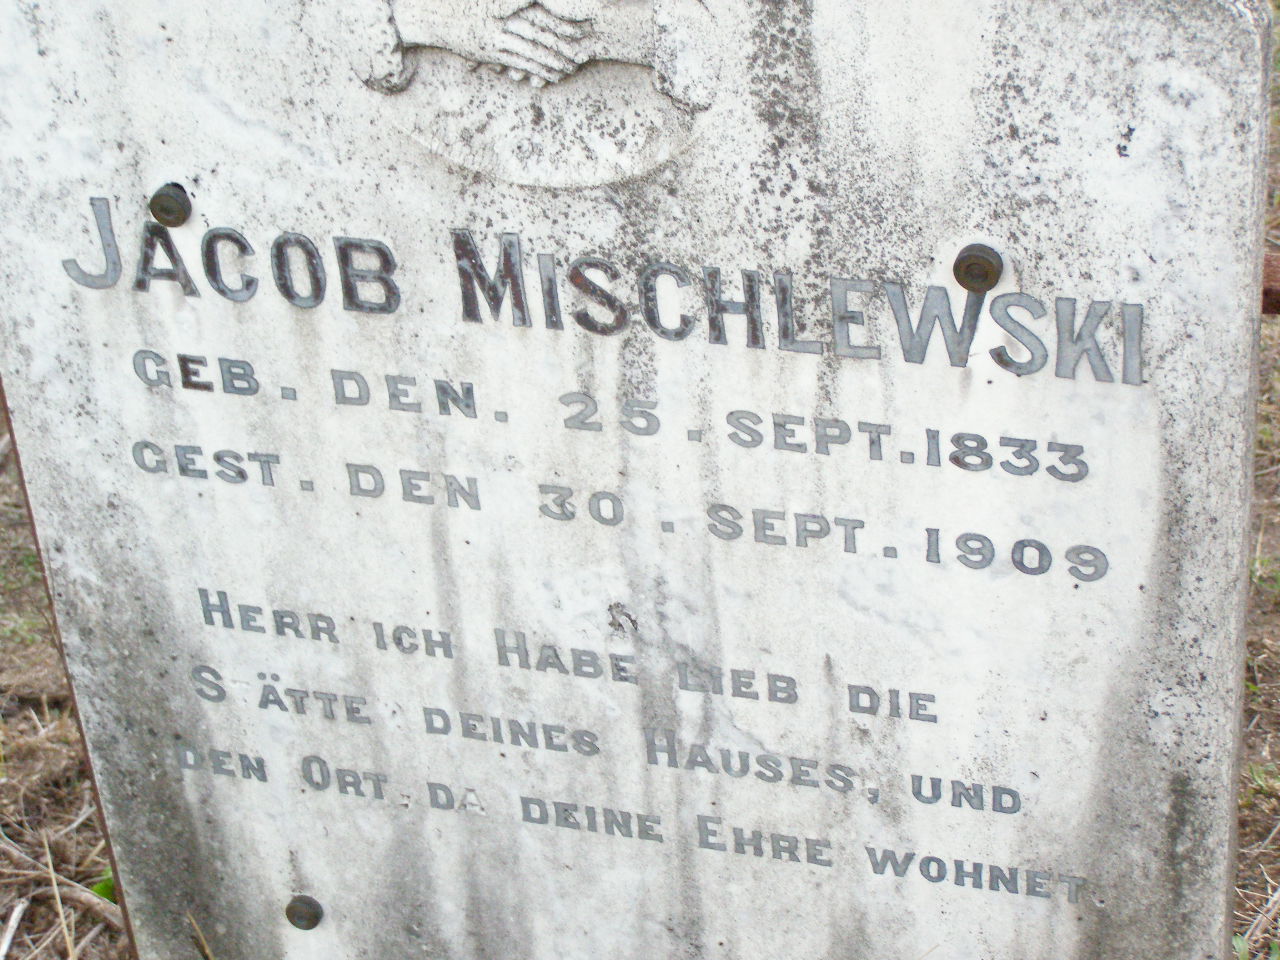 JACOB MISCHLEWSKI
GEB. DEN. 25. SEPT. 1833
GEST. DEN 30. SEPT. 1909
HERR ICH HABE LIEB DIE
STÄTTE DEINES HAUSES, UND
DEN ORT, DA DEINE EHRE WOHNET